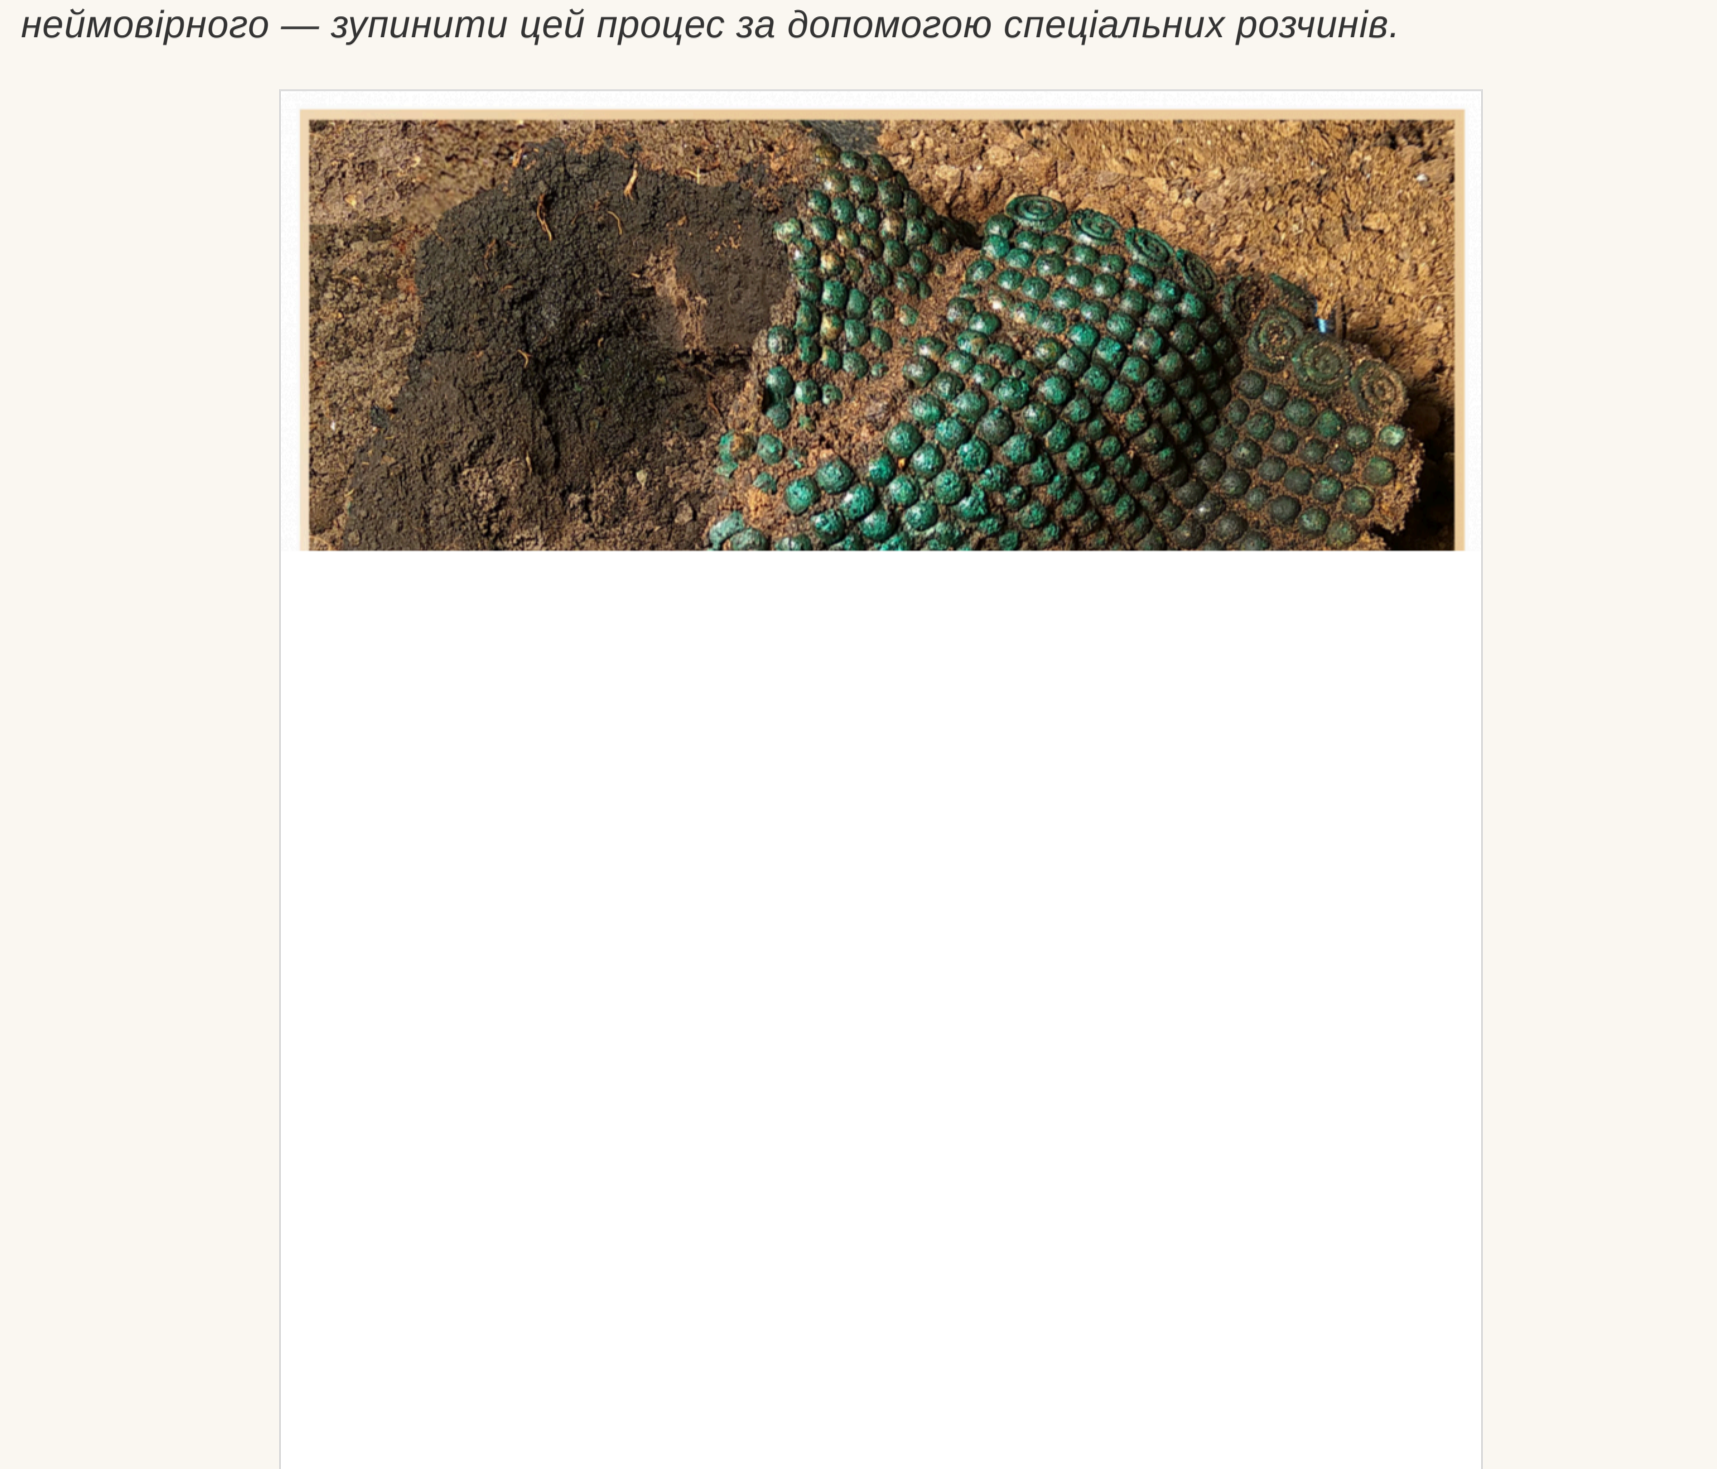 неймовірного — зупинити цей процес за допомогою спеціальних розчинів.